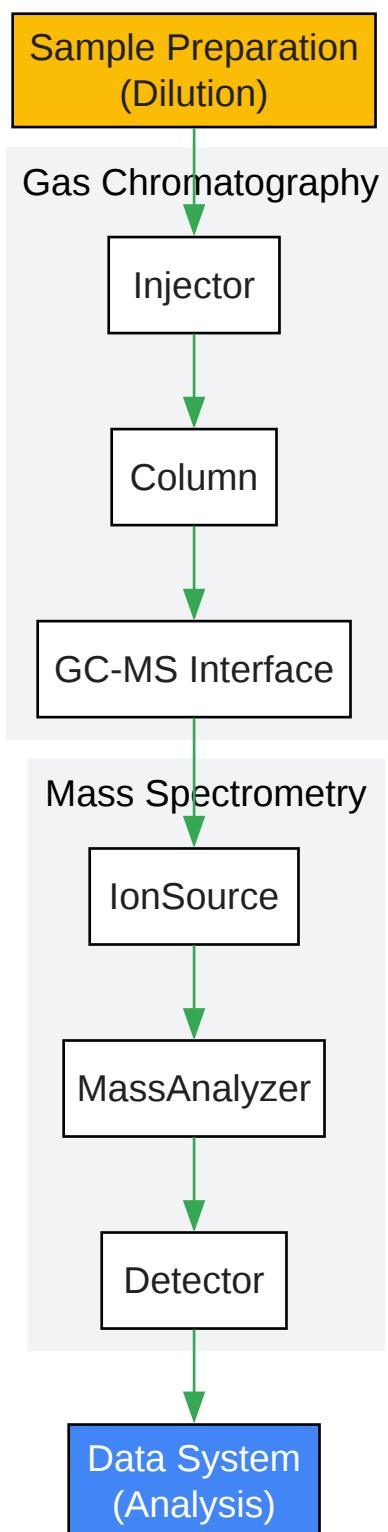 Sample Preparation
(Dilution)
Gas Chromatography
Injector
Column
GC-MS Interface
Mass Spectrometry
IonSource
MassAnalyzer
Detector
Data System
(Analysis)